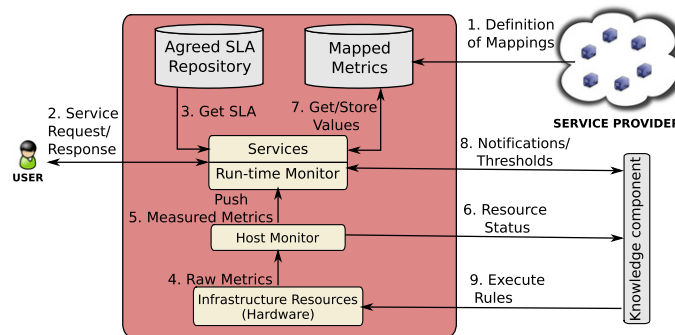 1. Definition
of Mappings
Agreed SLA
Repository
Mapped
Metrics
SERVICE PROVIDER
2. Service
Request/
Response
3. Get SLA
7. Get/Store
Values
USER
Services
Run-time Monitor
8. Notifications/
Thresholds
Push
5. Measured Metrics
Host Monitor
6. Resource
Status
Knowledge component
4. Raw Metrics
Infrastructure Resources
(Hardware)
9. Execute
Rules